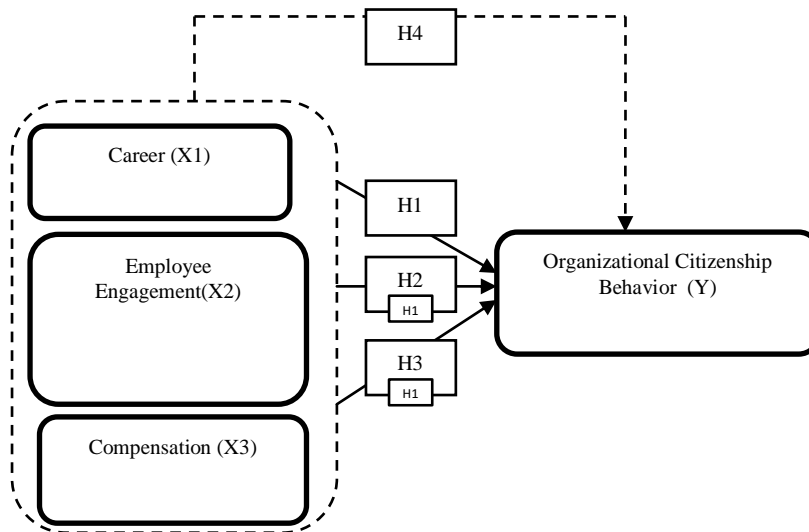 H4
Career (X1)
H1
Employee
Engagement(X2)
H2
H1
Organizational Citizenship
Behavior (Y)
H3
H1
Compensation (X3)